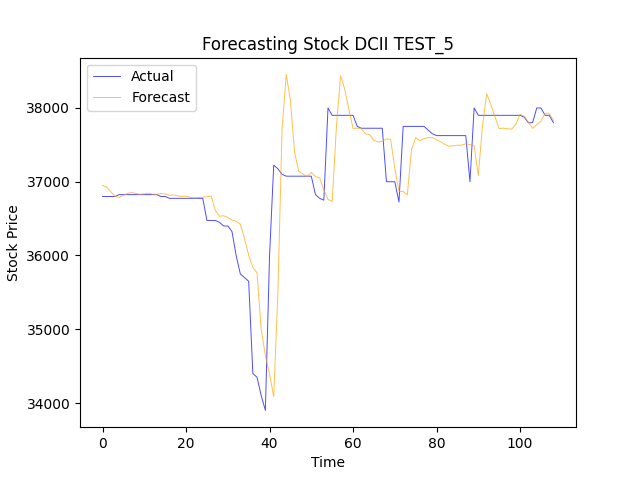 Forecasting Stock DCII TEST_5
Actual
Forecast
38000
37000
36000
35000
34000
Stock Price
0 20 40 60 80 100
Time